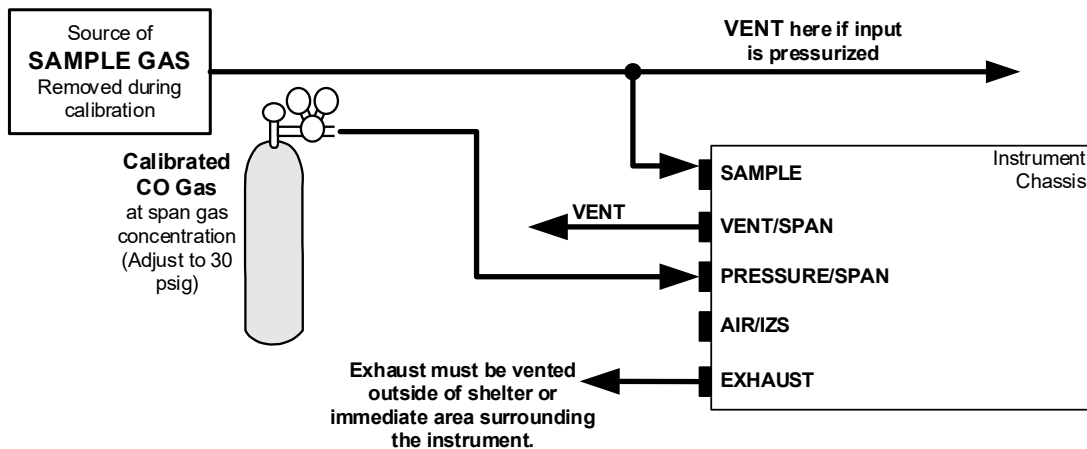 Source of
SAMPLE GAS
Removed during
calibration
VENT here if input
is pressurized
Calibrated
CO Gas
at span gas
concentration
(Adjust to 30
psig)
Instrument
Chassis
SAMPLE
VENT
VENT/SPAN
PRESSURE/SPAN
AIR/IZS
EXHAUST
Exhaust must be vented
outside of shelter or
immediate area surrounding
the instrument.